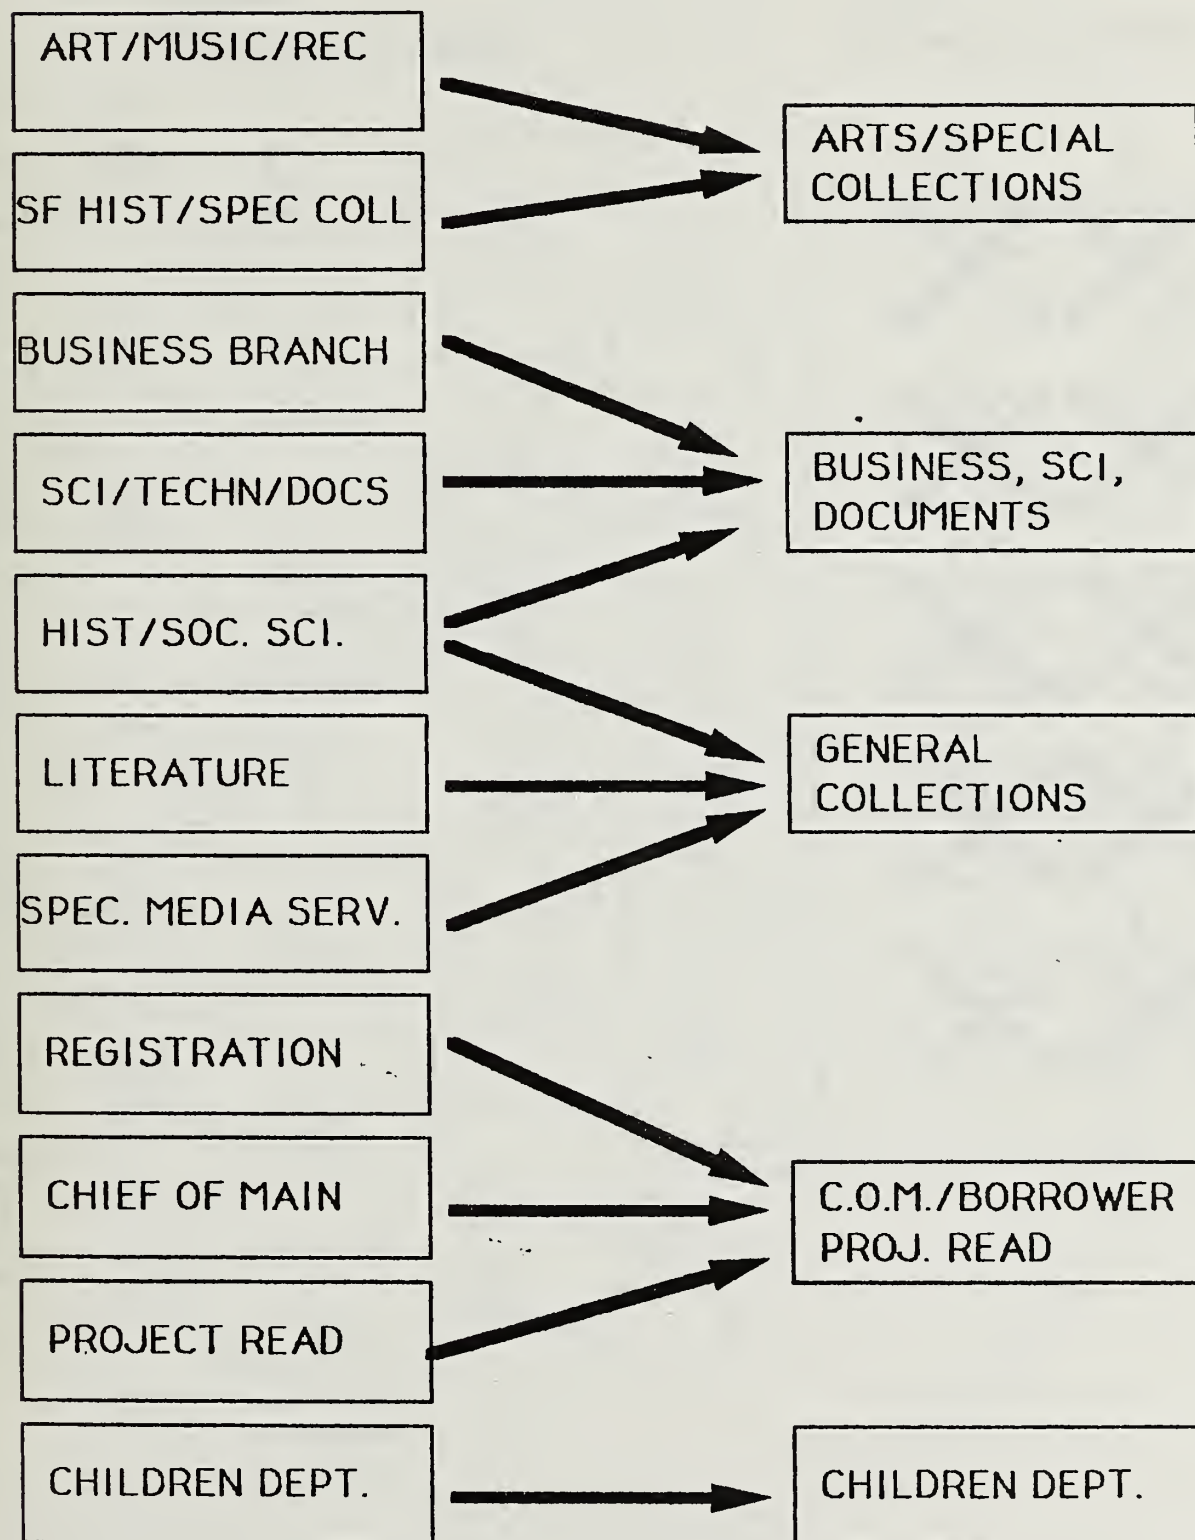 ART/MUSIC/REC
SF HIST/SPEC COLL
BUSINESS BRANCH
SCI/TECHN/DOCS
HIST/SOC. SCI.
LITERATURE
SPEC. MEDIA SERV.
REGISTRATION
CHIEF OF MAIN
PROJECT READ
CHILDREN DEPT.
ARTS/SPECIAL
COLLECTIONS
BUSINESS, SCI,
DOCUMENTS
GENERAL
COLLECTIONS
C.O.M./BORROWER
PROJ. READ
CHILDREN DEPT.